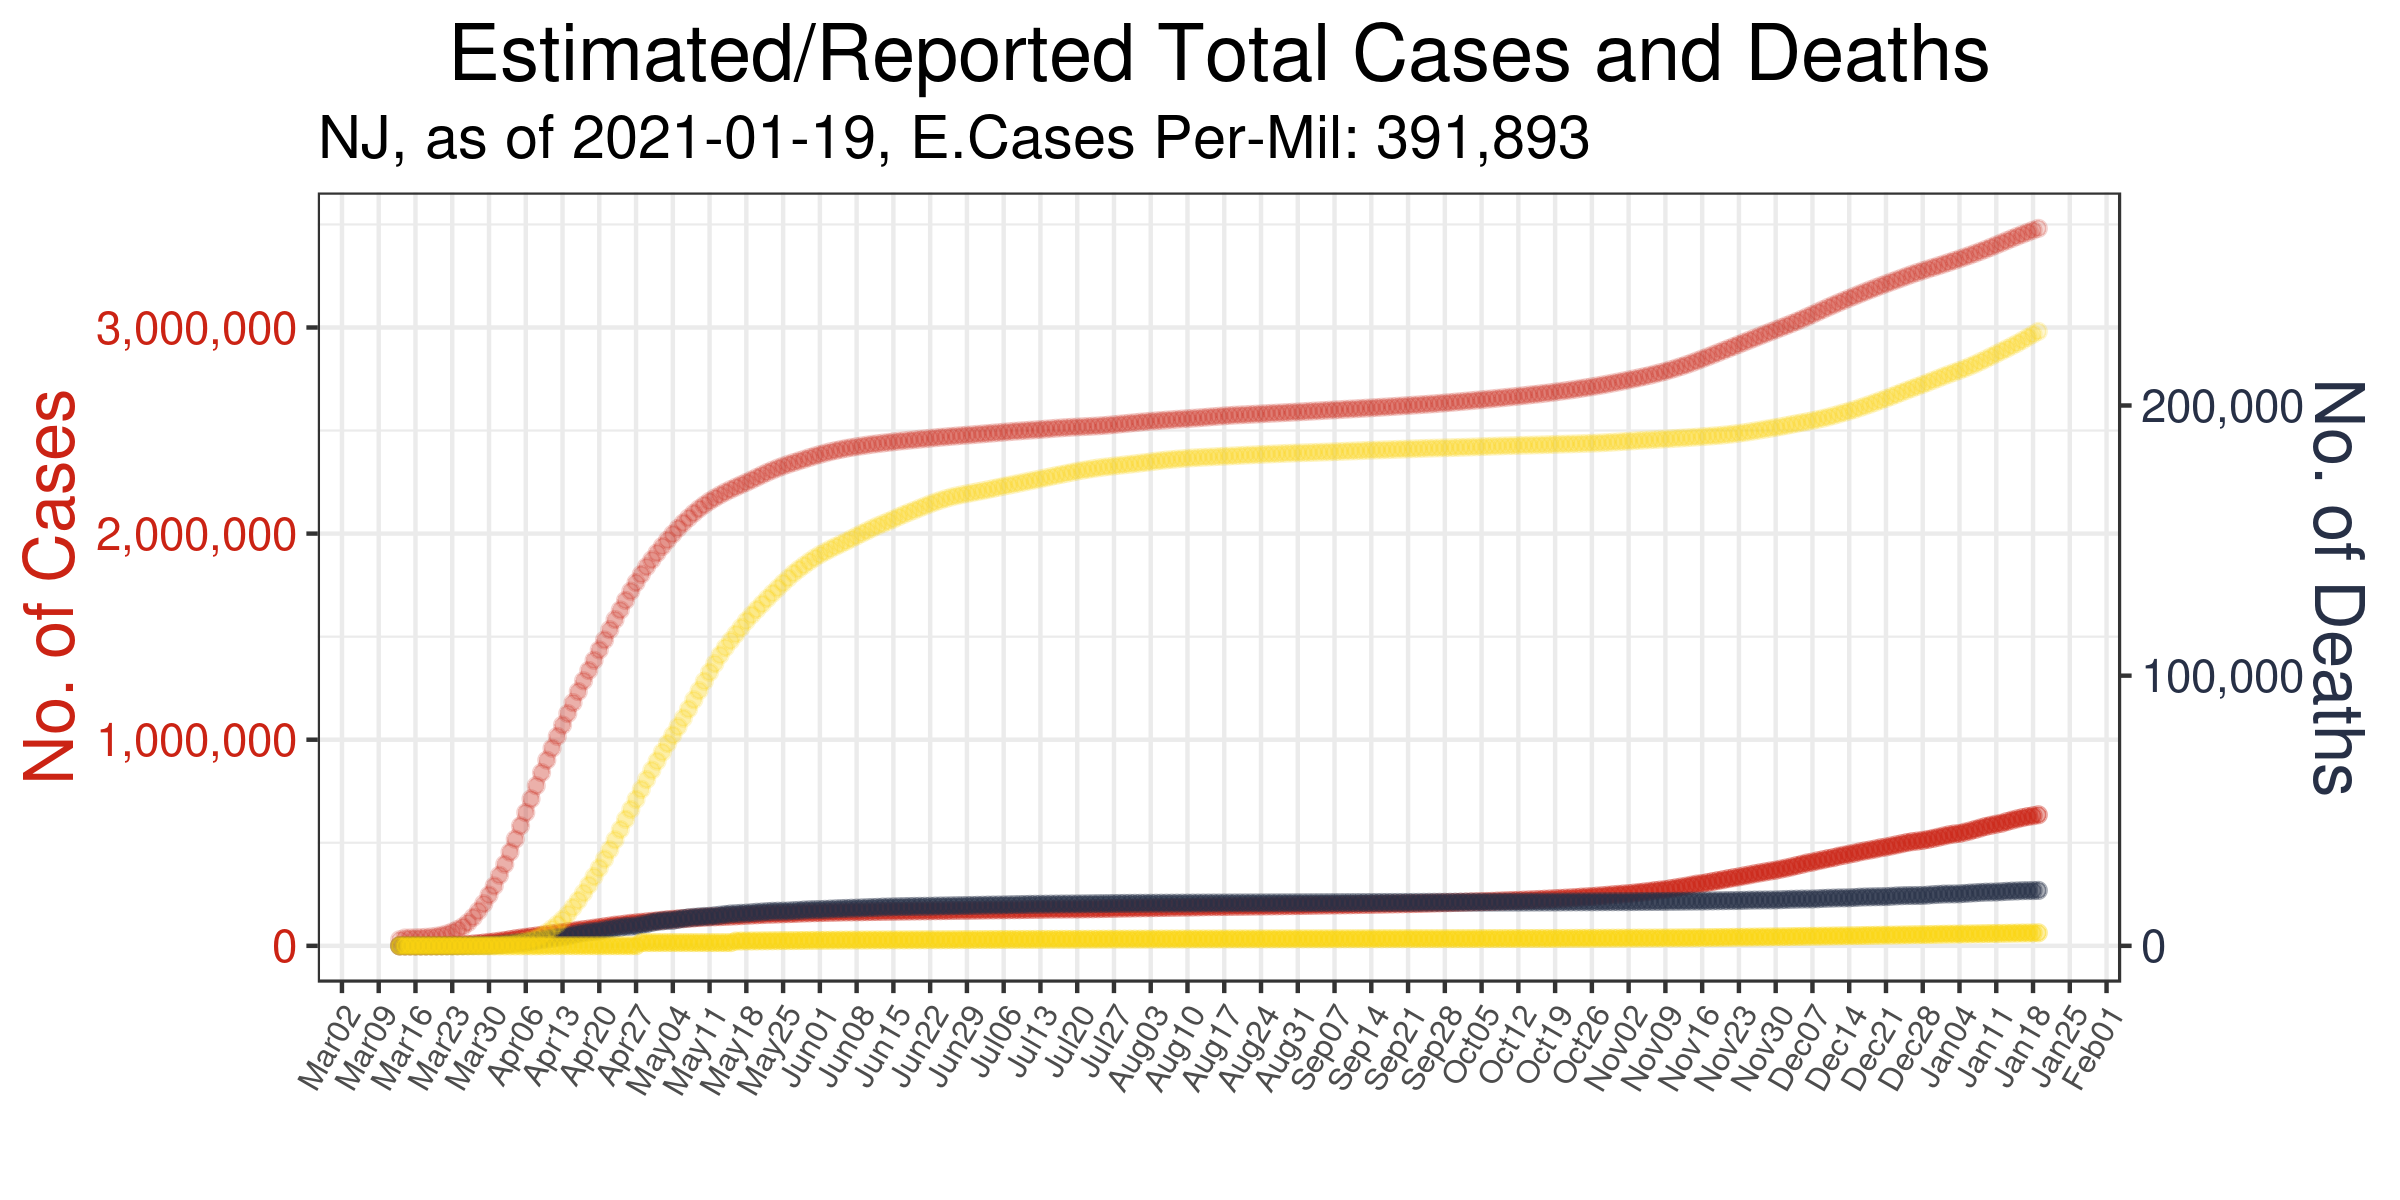 Estimated/Reported Total Cases and Deaths
NJ, as of 2021-01-19, E.Cases Per-Mil: 391,893
No. of Cases
3,000,000
2,000,000
1,000,000
0
200,000
100,000
0
No. of Deaths
Mar02
Mar09
Mar16
Mar23
Mar30
Apr06
Apr13
Apr20
Apr27
May04
May11
May18
May25
Jun01
Jun08
Jun15
Jun22
Jun29
Jul06
Jul13
Jul20
Jul27
Aug03
Aug10
Aug17
Aug24
Aug31
Sep07
Sep14
Sep21
Sep28
Oct05
Oct12
Oct19
Oct26
Nov02
Nov09
Nov16
Nov23
Nov30
Dec07
Dec14
Dec21
Dec28
Jan04
Jan11
Jan18
Jan25
Feb01